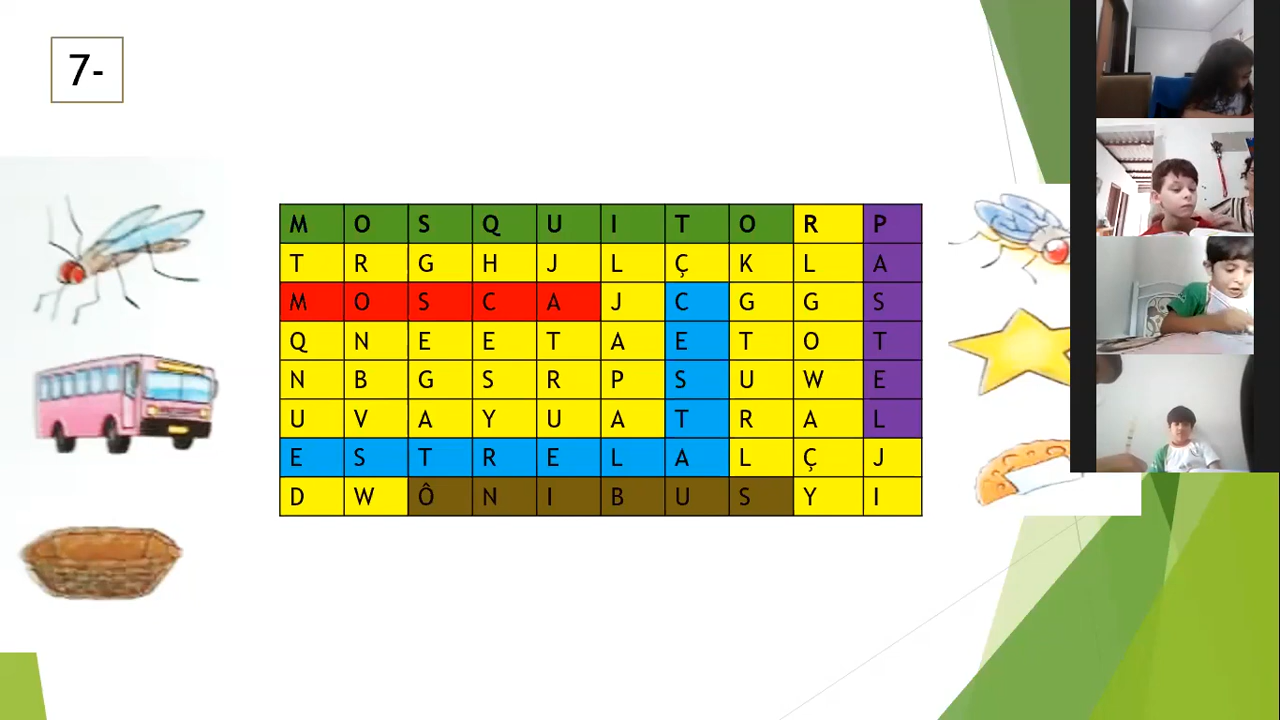 7-
M O S Q U I T O R P
T R G H J L Ç K L A
M O S C A J C G G S
Q N E E T A E T O T
N B G S R P S U W E
U V A Y U A T R A L
E S T R E L A L Ç J
D W Ô N I B U S Y I